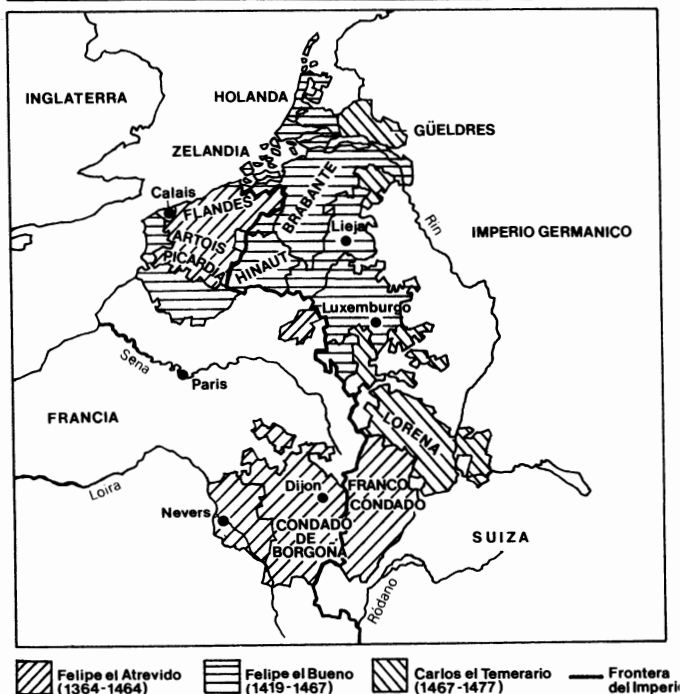 INGLATERRA
HOLANDA
GÜELDRES
ZELANDIA
Calais
FLANDES
BRABANTE
Rin
Lieja
IMPERIO GERMANICO
ARTOIS
PICARDIA
HINAUT
Luxemburgo
Sena
Paris
FRANCIA
LORENA
Loira
Dijon
FRANCO
CONDADO
Nevers
CONDADO
DE
BORGOÑA
SUIZA
Ródano
Felipe el Atrevido
(1364-1464)
Felipe el Bueno
(1419-1467)
Carlos el Temerario
(1467-1477)
Frontera
del Imperio